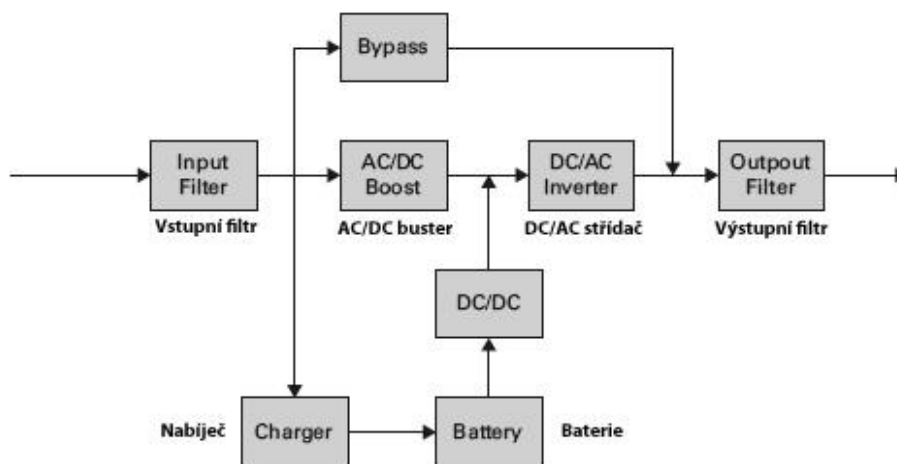 Bypass
Input
Filter
AC/DC
Boost
DC/AC
Inverter
Outpout
Filter
Vstupní filtr
AC/DC buster
DC/AC střídač
Výstupní filtr
DC/DC
Nabíječ
Charger
Battery
Baterie